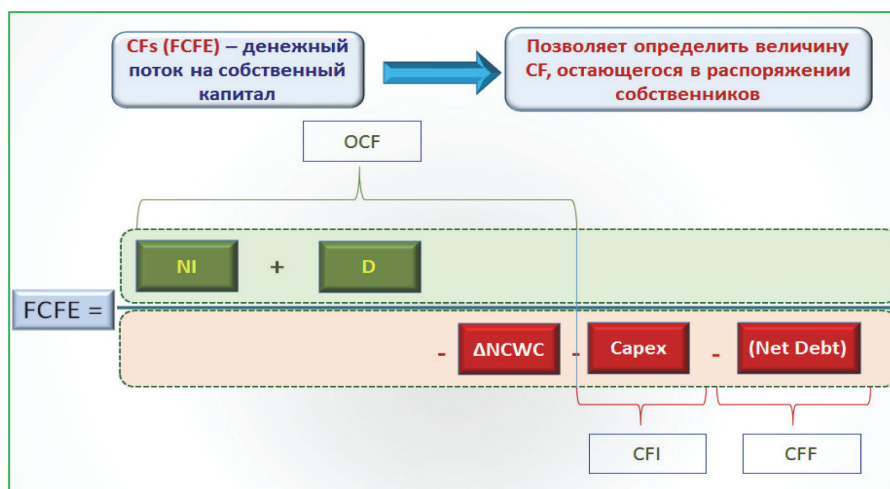 CFs (FCFE) – денежный
поток на собственный
капитал
Позволяет определить величину
CF, остающегося в распоряжении
собственников
OCF
NI + D
FCFE =
- ΔNCWC - Capex - (Net Debt)
CFI
CFF